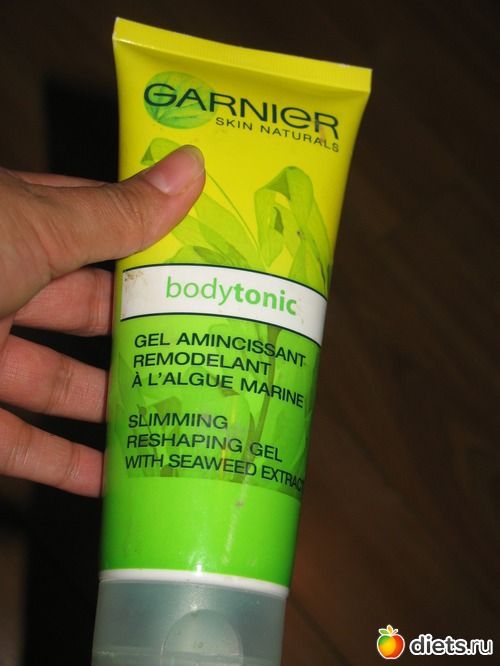 GARNIER
SKIN NATURALS
bodytonic
GEL AMINCISSANT
REMODELANT
À L'ALGUE MARINE
SLIMMING
RESHAPING GEL
WITH SEAWEED EXTRACT
diets.ru